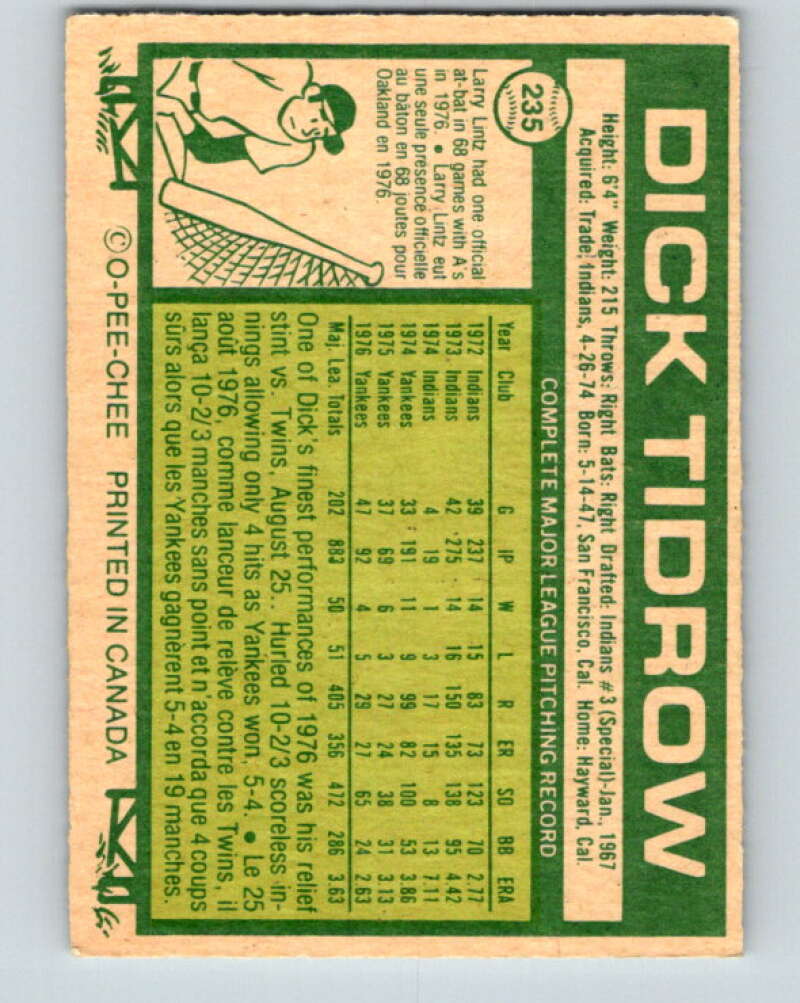 235
DICK TIDROW
Height: 6'4" Weight: 215 Throws: Right Bats: Right Drafted: Indians #3 (Special)-Jan., 1967
Acquired: Trade, Indians, 4-26-74 Born: 5-14-47, San Francisco, Cal. Home: Hayward, Cal.
COMPLETE MAJOR LEAGUE PITCHING RECORD
Year Club G IP W L R ER SO BB ERA
1972 Indians 39 237 14 15 83 73 123 70 2.77
1973 Indians 42 275 14 16 150 135 138 95 4.42
1974 Indians 4 19 1 3 17 15 8 13 7.11
1974 Yankees 33 191 11 9 99 82 100 53 3.86
1975 Yankees 37 69 6 3 27 24 38 31 3.13
1976 Yankees 47 92 4 5 29 27 65 24 2.63
Maj. Lea. Totals 202 883 50 51 405 356 472 286 3.63
One of Dick's finest performances of 1976 was his relief
stint vs. Twins, August 25.. Hurled 10-2/3 scoreless in-
nings allowing only 4 hits as Yankees won, 5-4. • Le 25
août 1976, comme lanceur de relève contre les Twins, il
lança 10-2/3 manches sans point et n'accorda que 4 coups
sûrs alors que les Yankees gagnèrent 5-4 en 19 manches.
Larry Lintz had one official
at-bat in 68 games with A's
in 1976. • Larry Lintz eut
une seule présence officielle
au bâton en 68 joutes pour
Oakland en 1976.
© O-PEE-CHEE PRINTED IN CANADA